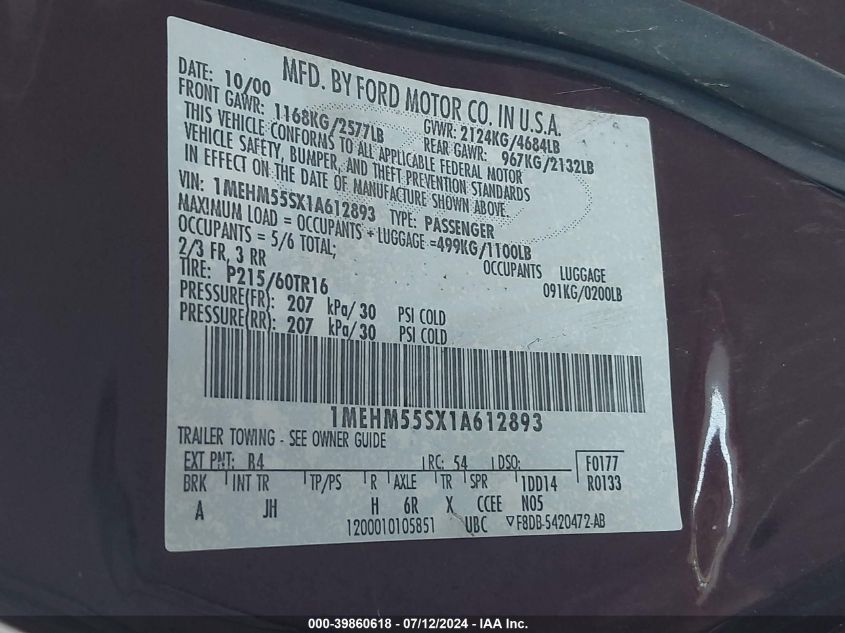 DATE: 10/00 MFD. BY FORD MOTOR CO. IN U.S.A.
FRONT GAWR: 1168KG/2577LB GVWR: 2124KG/4684LB
REAR GAWR: 967KG/2132LB
THIS VEHICLE CONFORMS TO ALL APPLICABLE FEDERAL MOTOR
VEHICLE SAFETY, BUMPER, AND THEFT PREVENTION STANDARDS
IN EFFECT ON THE DATE OF MANUFACTURE SHOWN ABOVE.
VIN: 1MEHM55SX1A612893 TYPE: PASSENGER
MAXIMUM LOAD = OCCUPANTS + LUGGAGE =499KG/1100LB
OCCUPANTS = 5/6 TOTAL; OCCUPANTS LUGGAGE
2/3 FR, 3 RR 091KG/0200LB
TIRE: P215/60TR16
PRESSURE(FR): 207 kPa/ 30 PSI COLD
PRESSURE(RR): 207 kPa/ 30 PSI COLD
1MEHM55SX1A612893
TRAILER TOWING - SEE OWNER GUIDE
EXT PNT: B4 RC: 54 DSO: F0177
BRK INT TR TP/PS R AXLE TR SPR 1DD14 R0133
A JH H 6R X CCEE N05
1200010105851 UBC F8DB-5420472-AB
000-39860618 - 07/12/2024 - IAA Inc.